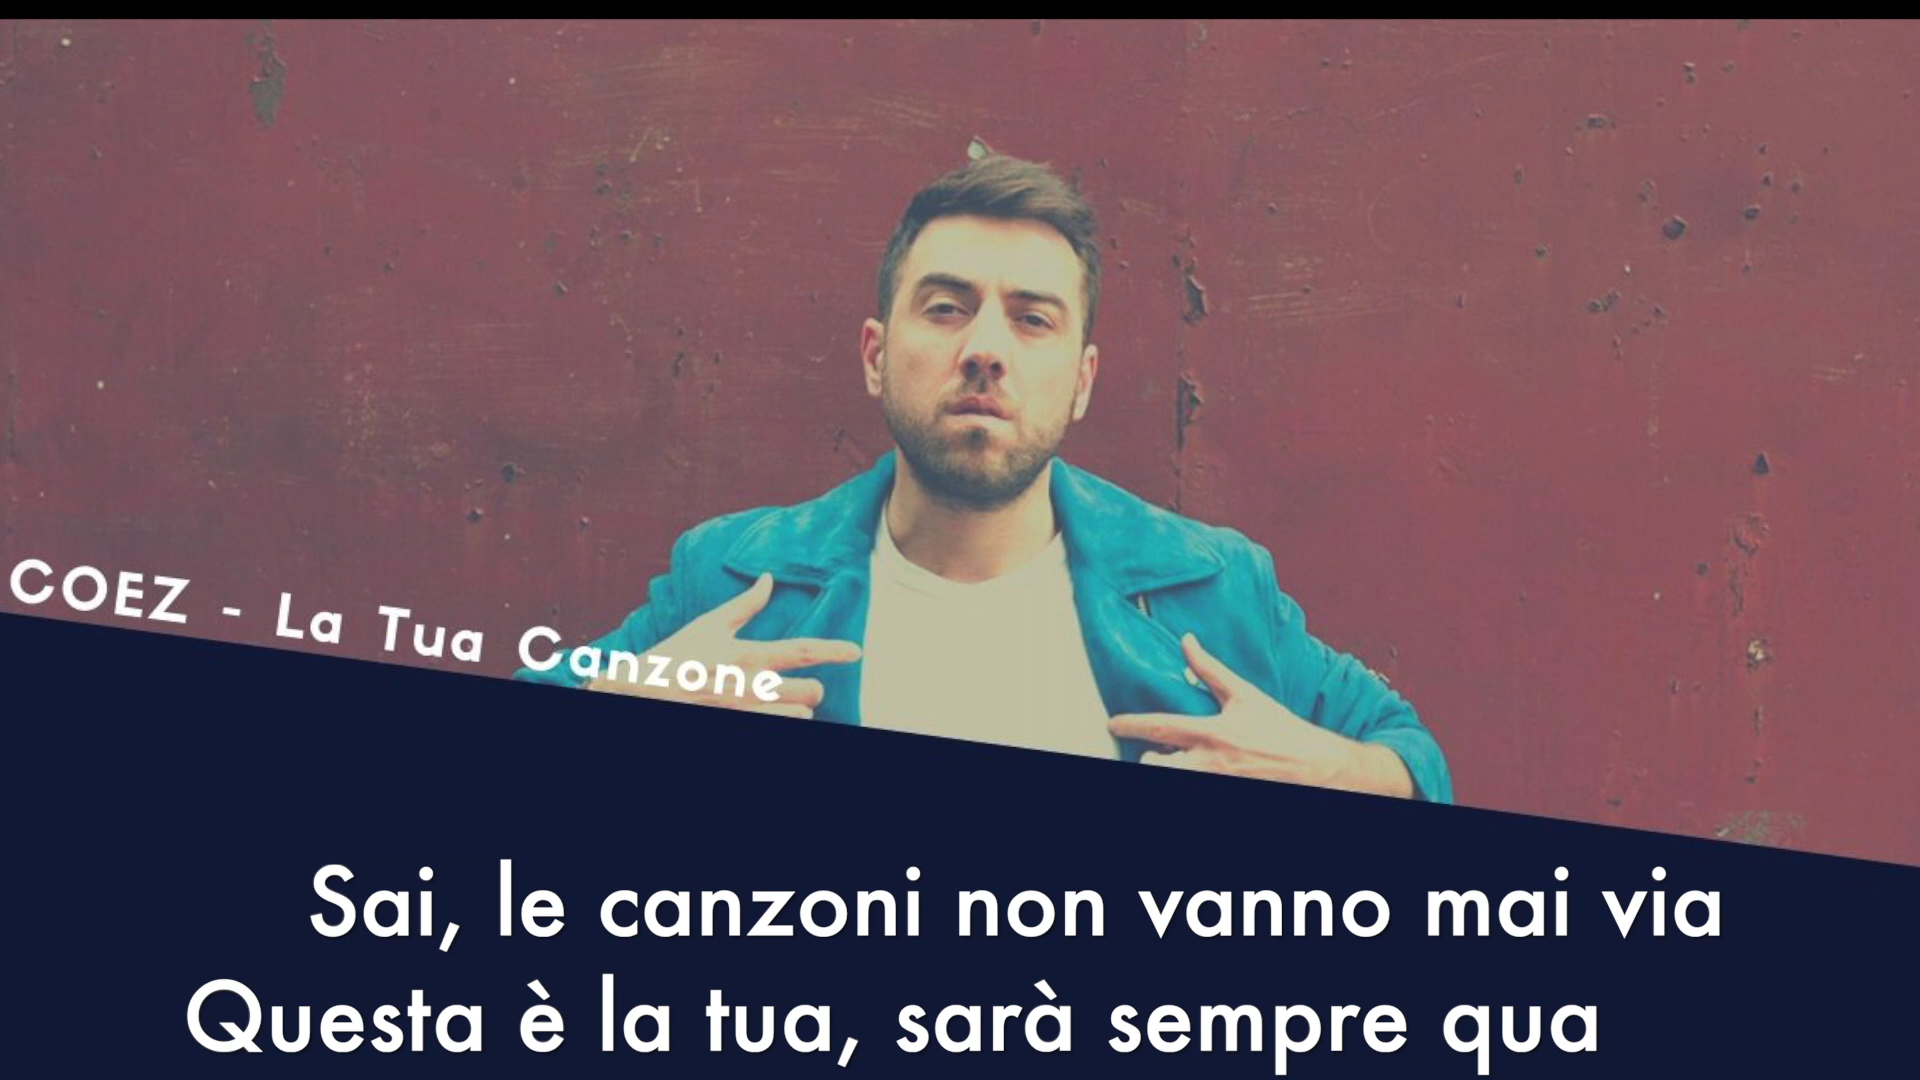 COEZ - La Tua Canzone
Sai, le canzoni non vanno mai via
Questa è la tua, sarà sempre qua